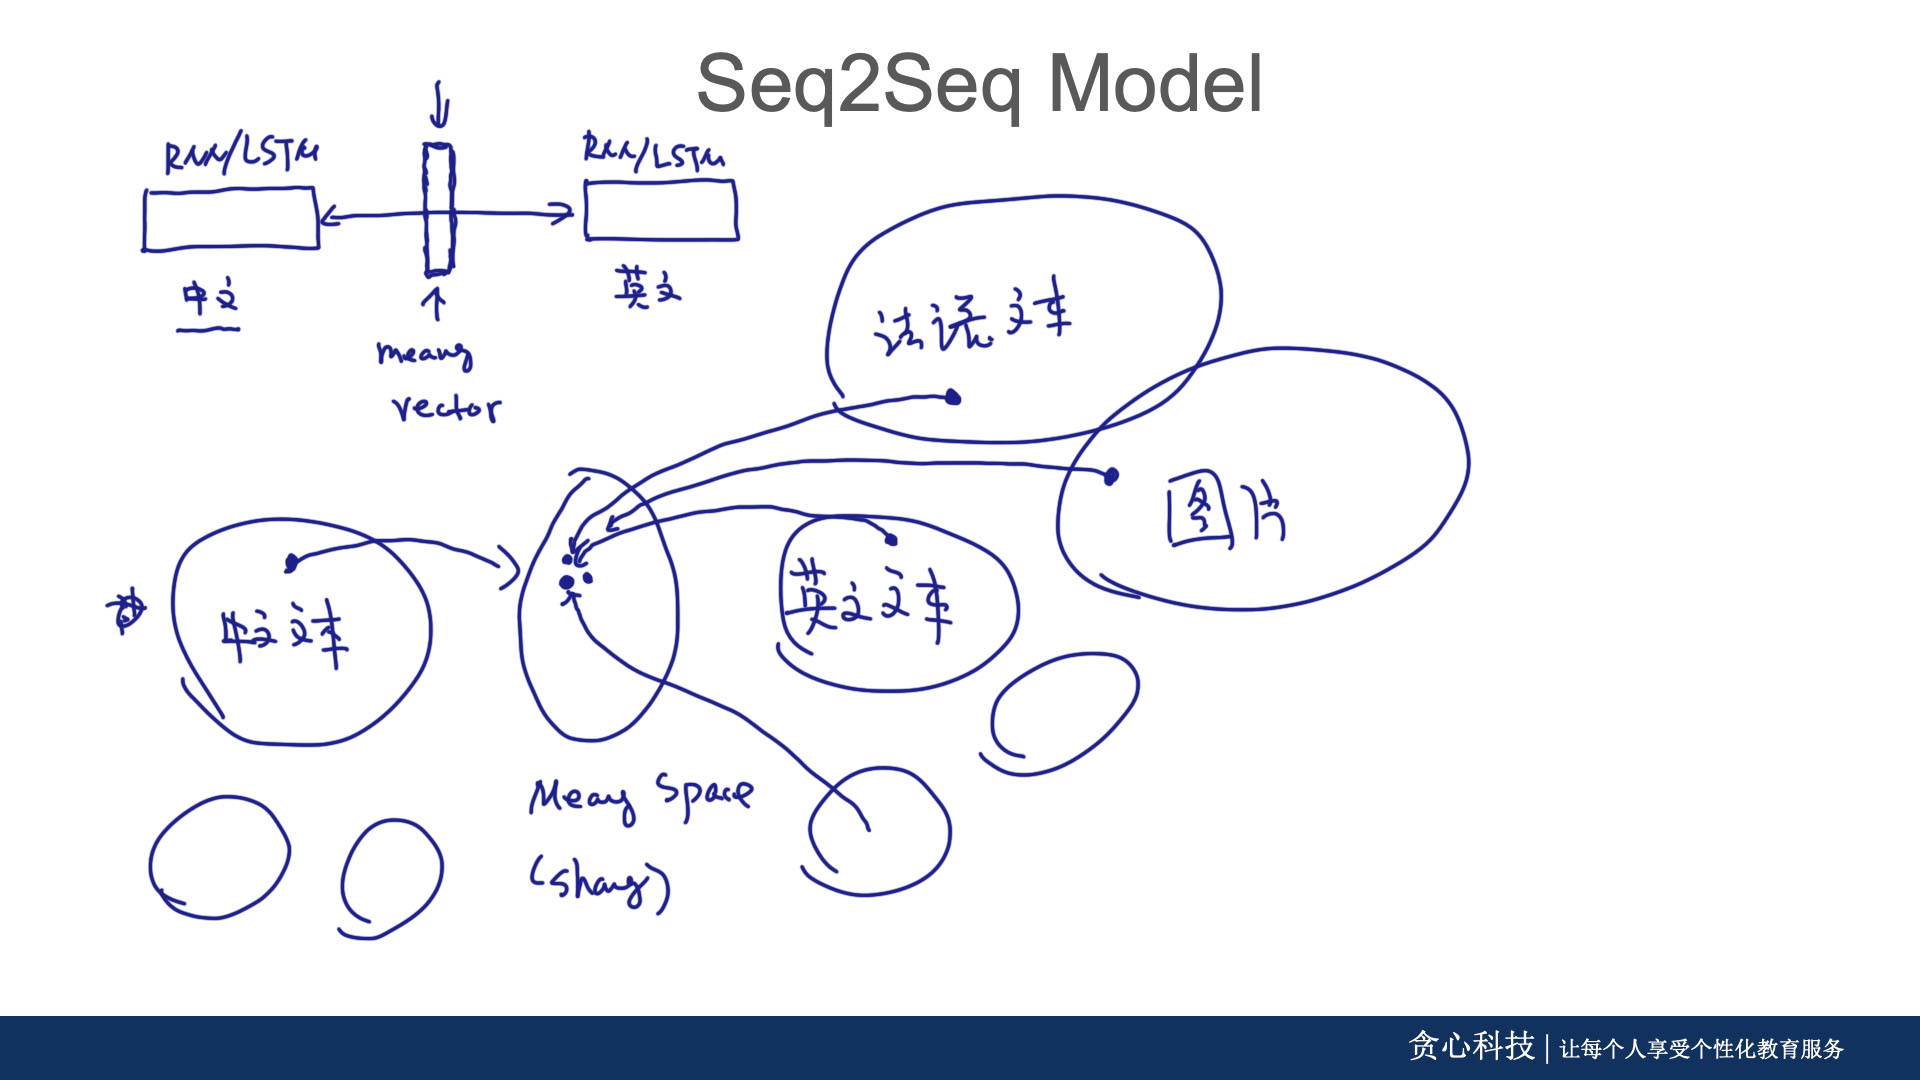 Seq2Seq Model
RNN/LSTM
RNN/LSTM
中文
英文
meaning
vector
法语文本
图片
中文文本
英文文本
Meaning Space
贪心科技 | 让每个人享受个性化教育服务